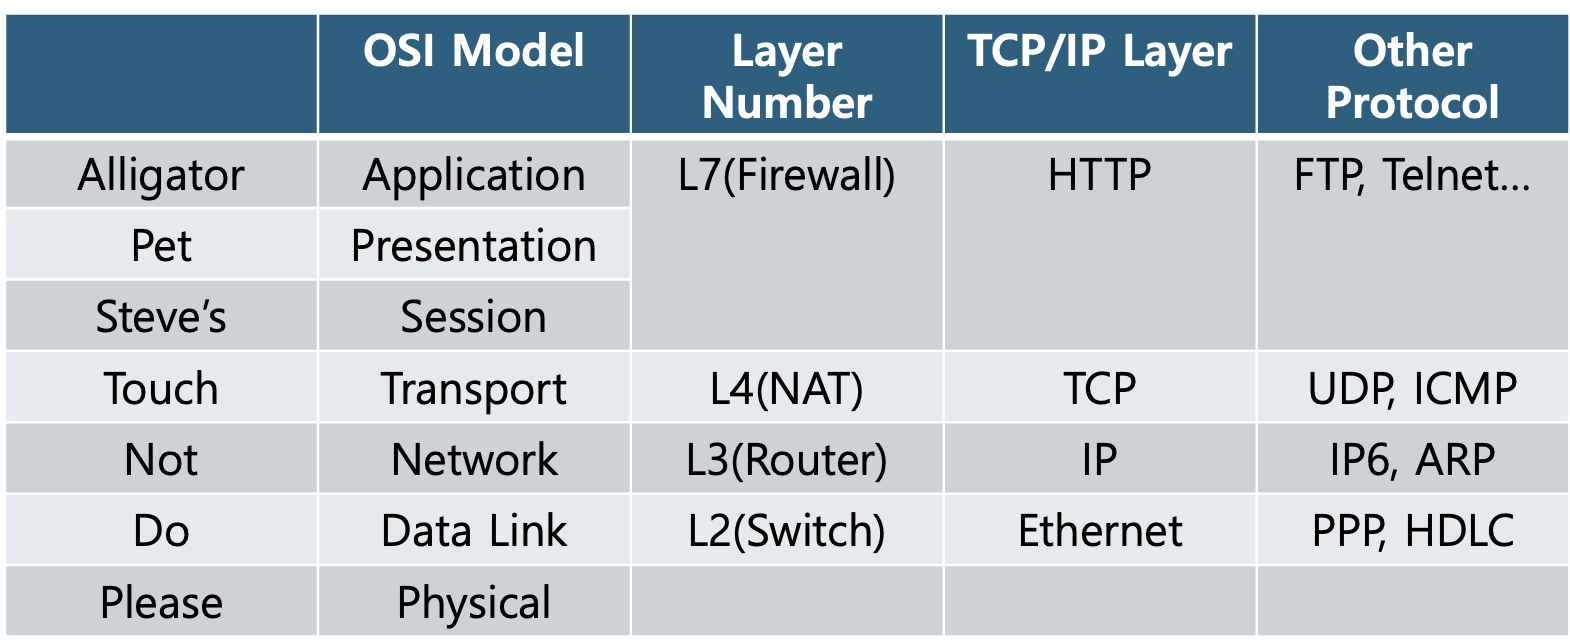 OSI Model Layer Number TCP/IP Layer Other Protocol
Alligator Application L7(Firewall) HTTP FTP, Telnet...
Pet Presentation
Steve's Session
Touch Transport L4(NAT) TCP UDP, ICMP
Not Network L3(Router) IP IP6, ARP
Do Data Link L2(Switch) Ethernet PPP, HDLC
Please Physical